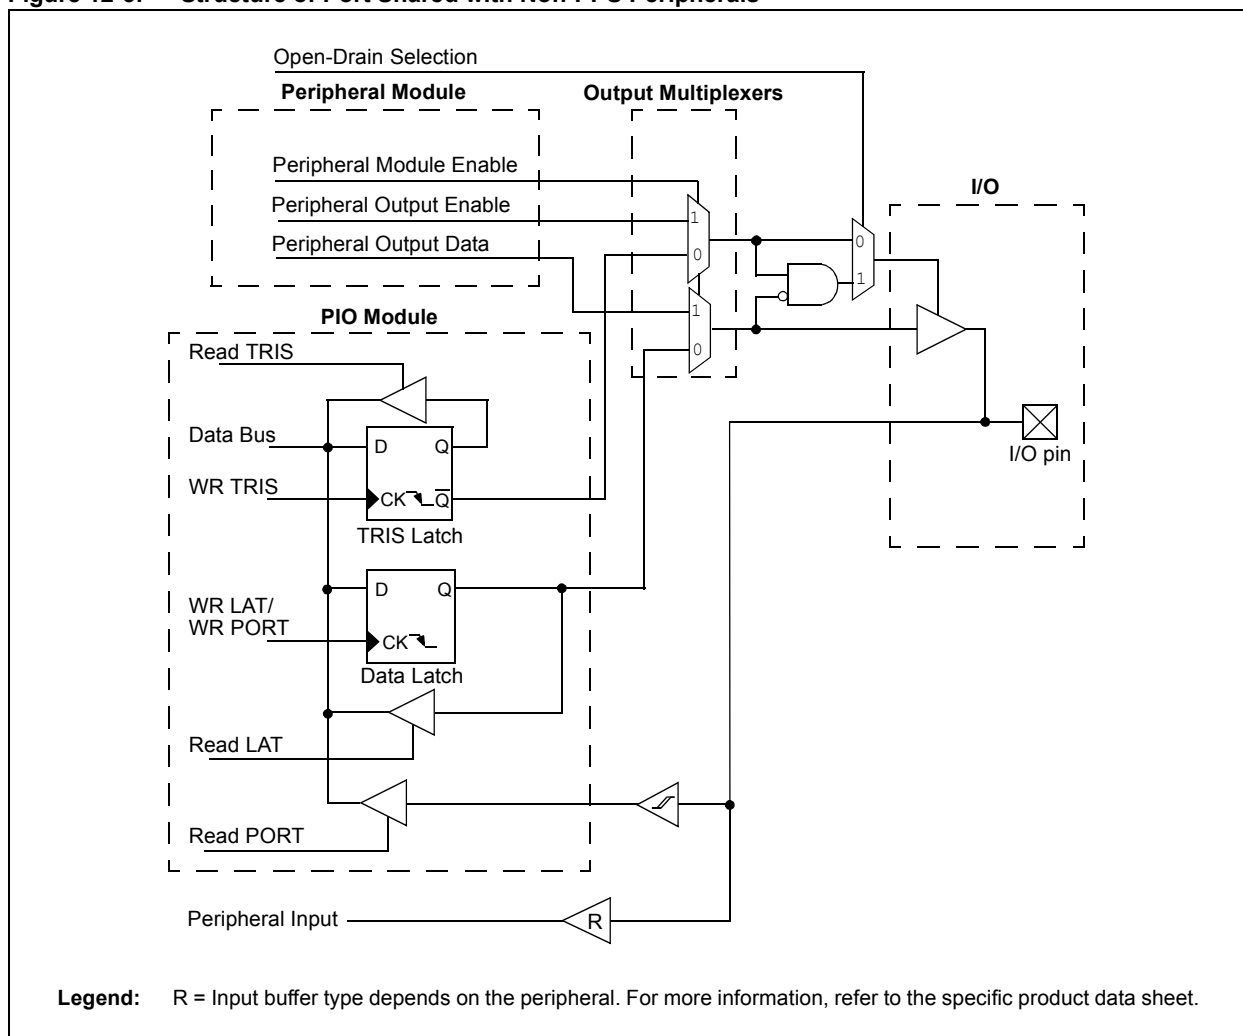 Open-Drain Selection
Peripheral Module
Output Multiplexers
Peripheral Module Enable
I/O
Peripheral Output Enable
1
Peripheral Output Data
0
0
1
1
0
PIO Module
Read TRIS
Data Bus
D
Q
I/O pin
WR TRIS
CK
Q
TRIS Latch
D
Q
WR LAT/
WR PORT
CK
Data Latch
Read LAT
Read PORT
Peripheral Input
R
Legend: R = Input buffer type depends on the peripheral. For more information, refer to the specific product data sheet.